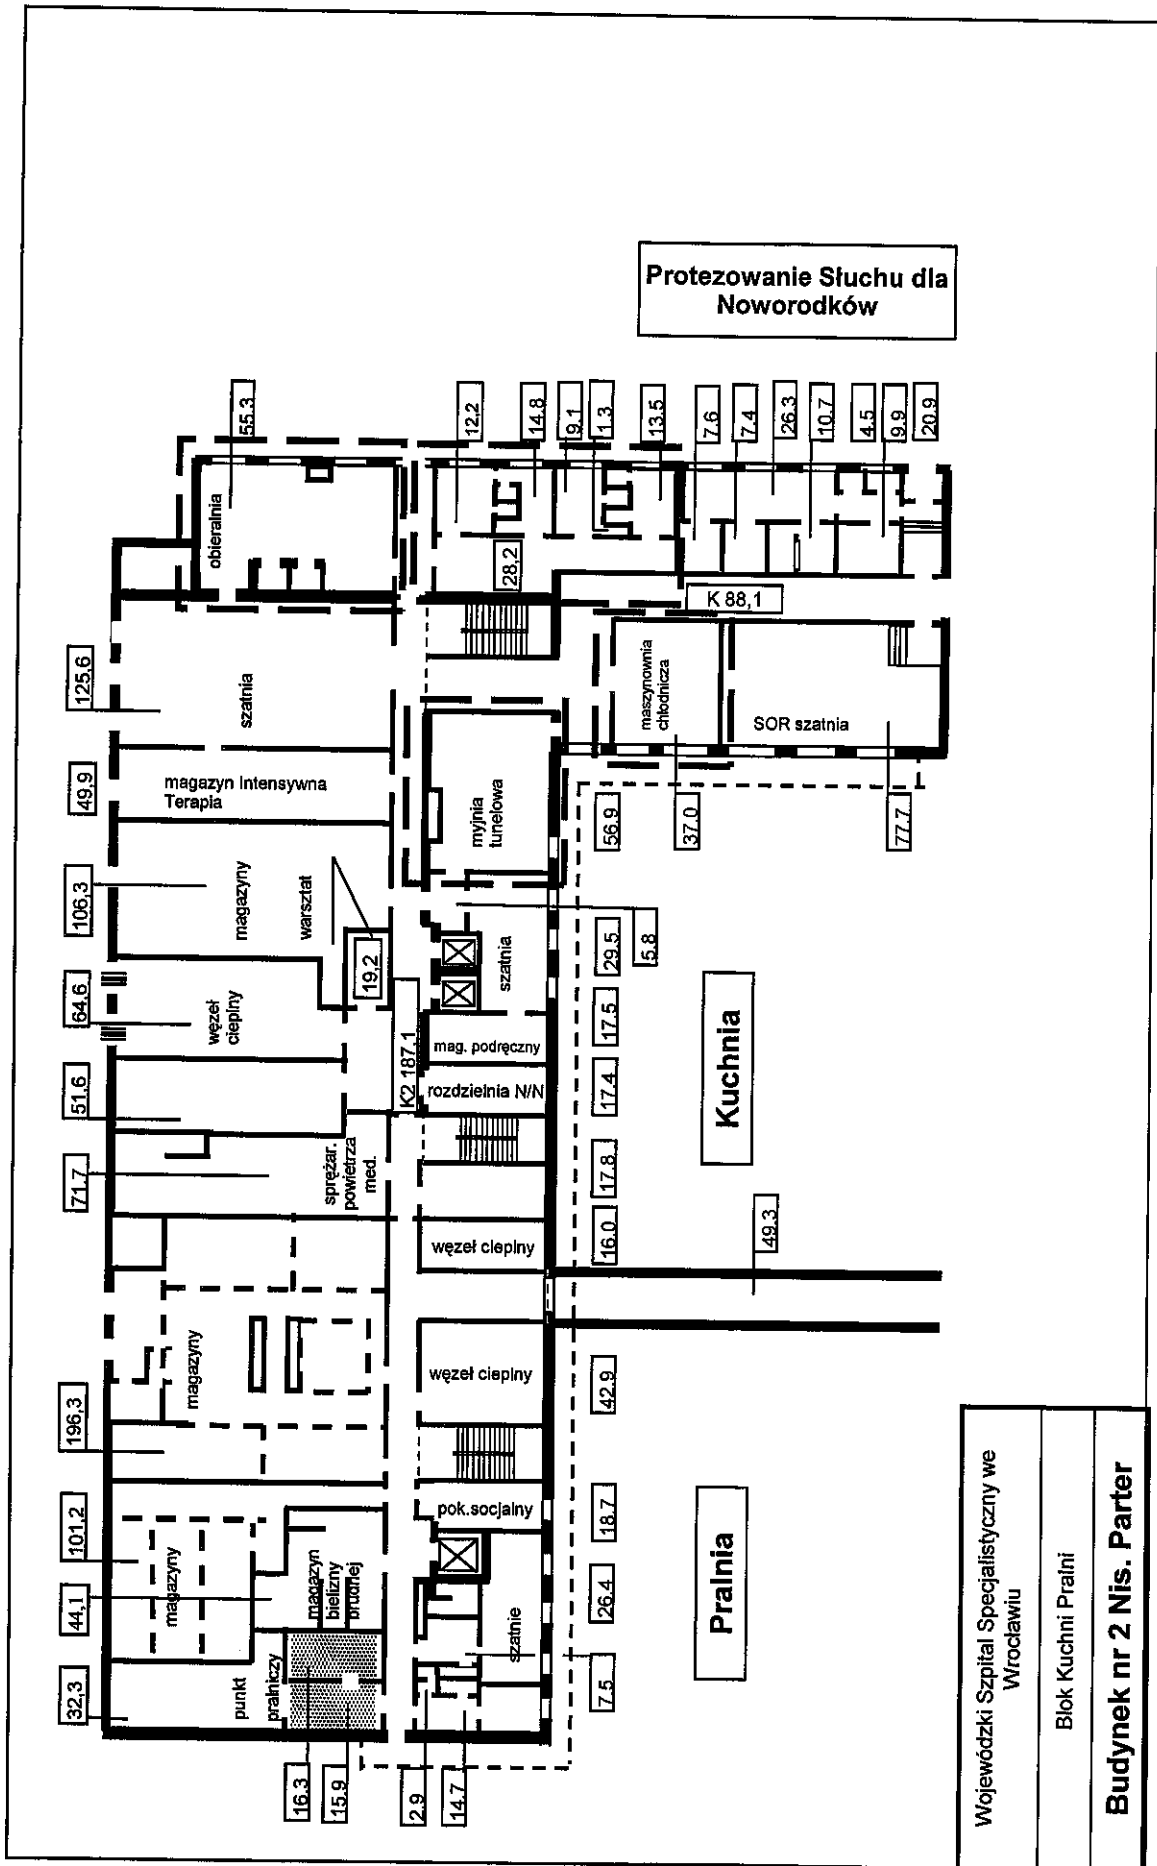 Protezowanie Słuchu dla
Noworodków
55.3
12.2
14.8
9.1
1.3
13.5
7.6
7.4
26.3
10.7
4.5
9.9
20.9
obieralnia
28,2
K 88,1
125,6
szatnia
maszynownia
chłodnicza
SOR szatnia
49,9
magazyn Intensywna
Terapia
myjnia
tunelowa
56.9
37.0
77.7
106,3
magazyny
warsztat
19,2
szatnia
29.5
5.8
64.6
węzeł
cieplny
K2 187,1
mag. podręczny
17.5
Kuchnia
51,6
rozdzielnia N/N
17.4
71.7
sprężar.
powietrza
med.
17.8
węzeł cieplny
16.0
49.3
magazyny
węzeł cieplny
42.9
196,3
pok.socjalny
18.7
101,2
magazyny
44,1
magazyn
bielizny
brudnej
szatnie
26.4
Pralnia
32,3
punkt
pralniczy
7.5
16.3
15.9
2.9
14.7
Wojewódzki Szpital Specjalistyczny we
Wrocławiu
Blok Kuchni Pralni
Budynek nr 2 Nis. Parter